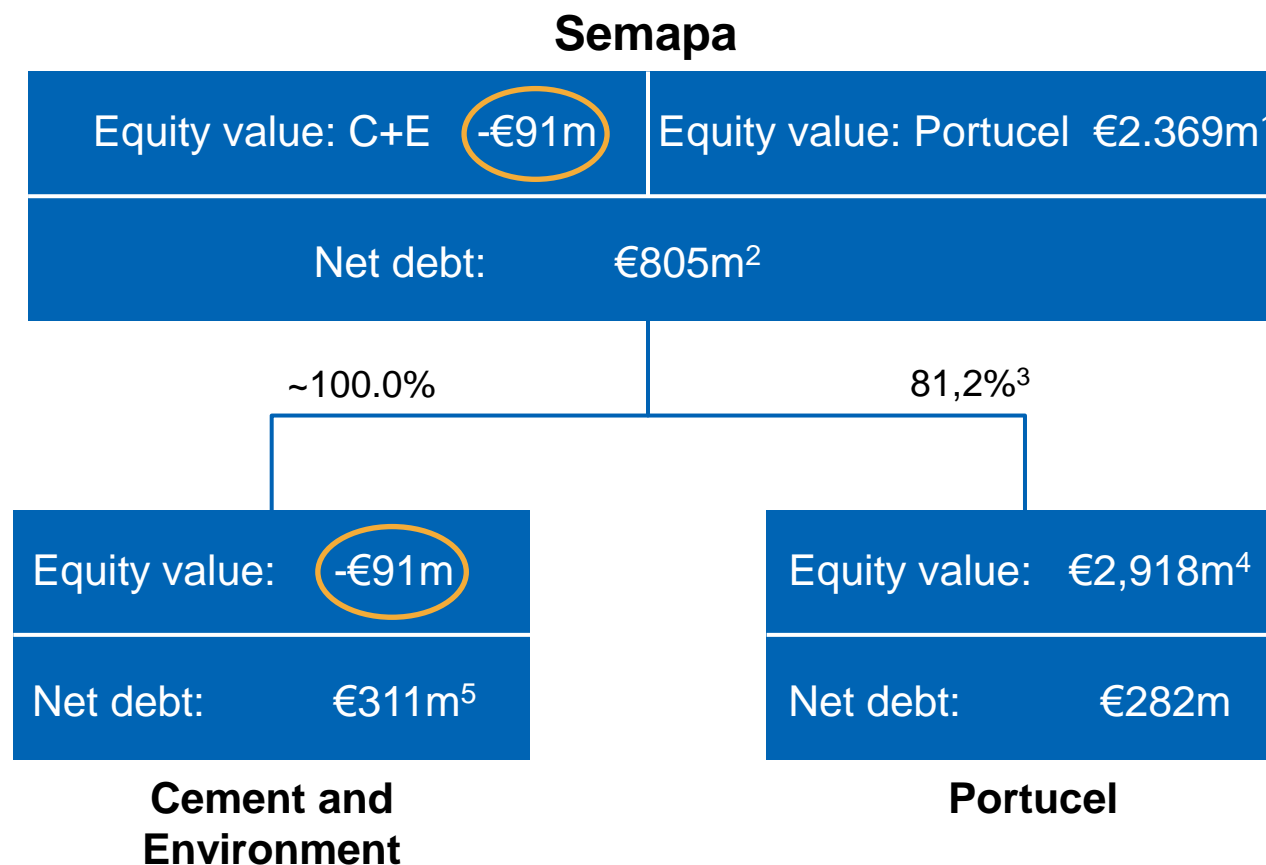 Semapa
Equity value: C+E -€91m
Equity value: Portucel €2.369m¹
Net debt: €805m²
~100.0%
81,2%³
Equity value: -€91m
Equity value: €2,918m⁴
Net debt: €311m⁵
Net debt: €282m
Cement and
Environment
Portucel